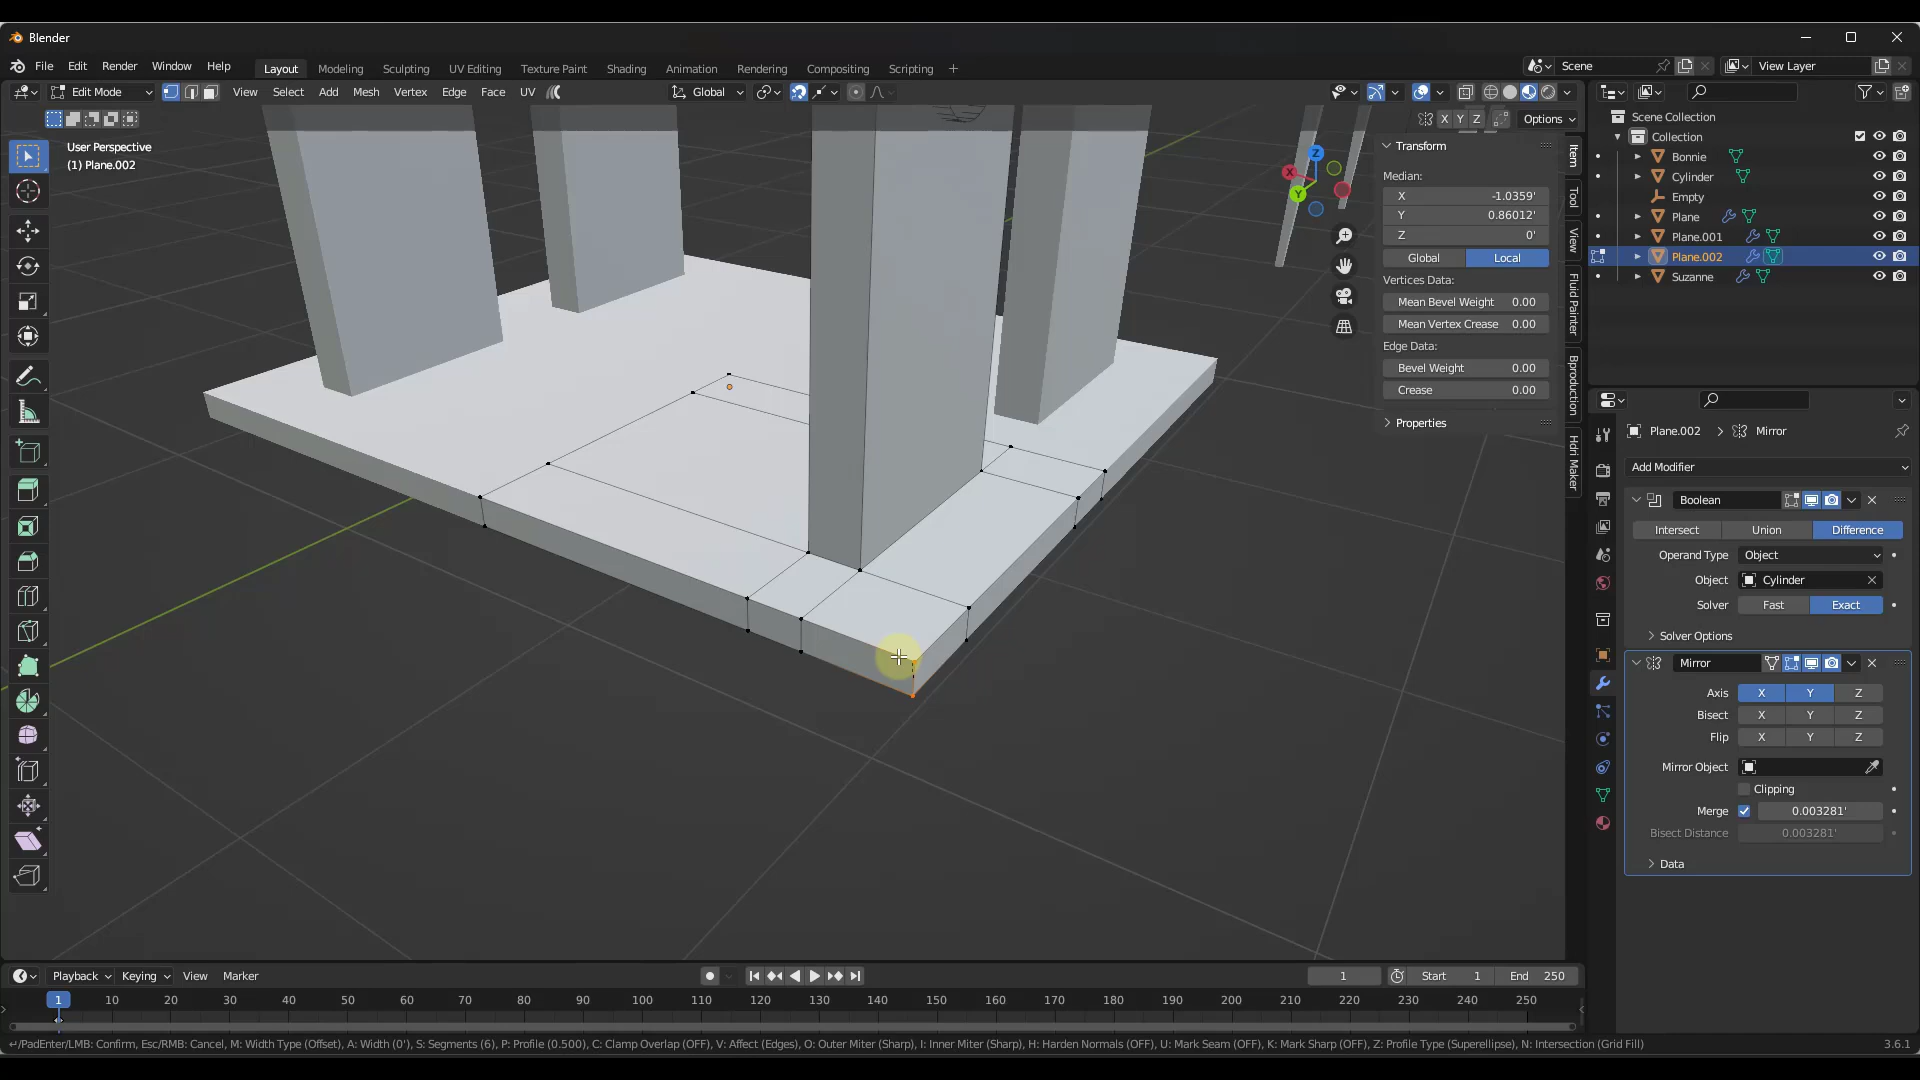 Blender
File Edit Render Window Help
Layout Modeling Sculpting UV Editing Texture Paint Shading Animation Rendering Compositing Scripting +
Scene
View Layer
Edit Mode
View Select Add Mesh Vertex Edge Face UV
Global
X Y Z
Options
User Perspective
(1) Plane.002
Z
X
Y
Transform
Median:
X -1.0359'
Y 0.86012'
Z 0'
Global Local
Vertices Data:
Mean Bevel Weight 0.00
Mean Vertex Crease 0.00
Edge Data:
Bevel Weight 0.00
Crease 0.00
Properties
Item
Tool
View
Fluid Painter
Bproduction
Hdri Maker
Scene Collection
Collection
Bonnie
Cylinder
Empty
Plane
Plane.001
Plane.002
Suzanne
Plane.002 > Mirror
Add Modifier
Boolean
Intersect Union Difference
Operand Type Object
Object Cylinder
Solver Fast Exact
Solver Options
Mirror
Axis X Y Z
Bisect X Y Z
Flip X Y Z
Mirror Object
Clipping
Merge 0.003281'
Bisect Distance 0.003281'
Data
Playback Keying View Marker
1
Start 1
End 250
1 10 20 30 40 50 60 70 80 90 100 110 120 130 140 150 160 170 180 190 200 210 220 230 240 250
↵/PadEnter/LMB: Confirm, Esc/RMB: Cancel, M: Width Type (Offset), A: Width (0'), S: Segments (6), P: Profile (0.500), C: Clamp Overlap (OFF), V: Affect (Edges), O: Outer Miter (Sharp), I: Inner Miter (Sharp), H: Harden Normals (OFF), U: Mark Seam (OFF), K: Mark Sharp (OFF), Z: Profile Type (Superellipse), N: Intersection (Grid Fill)
3.6.1